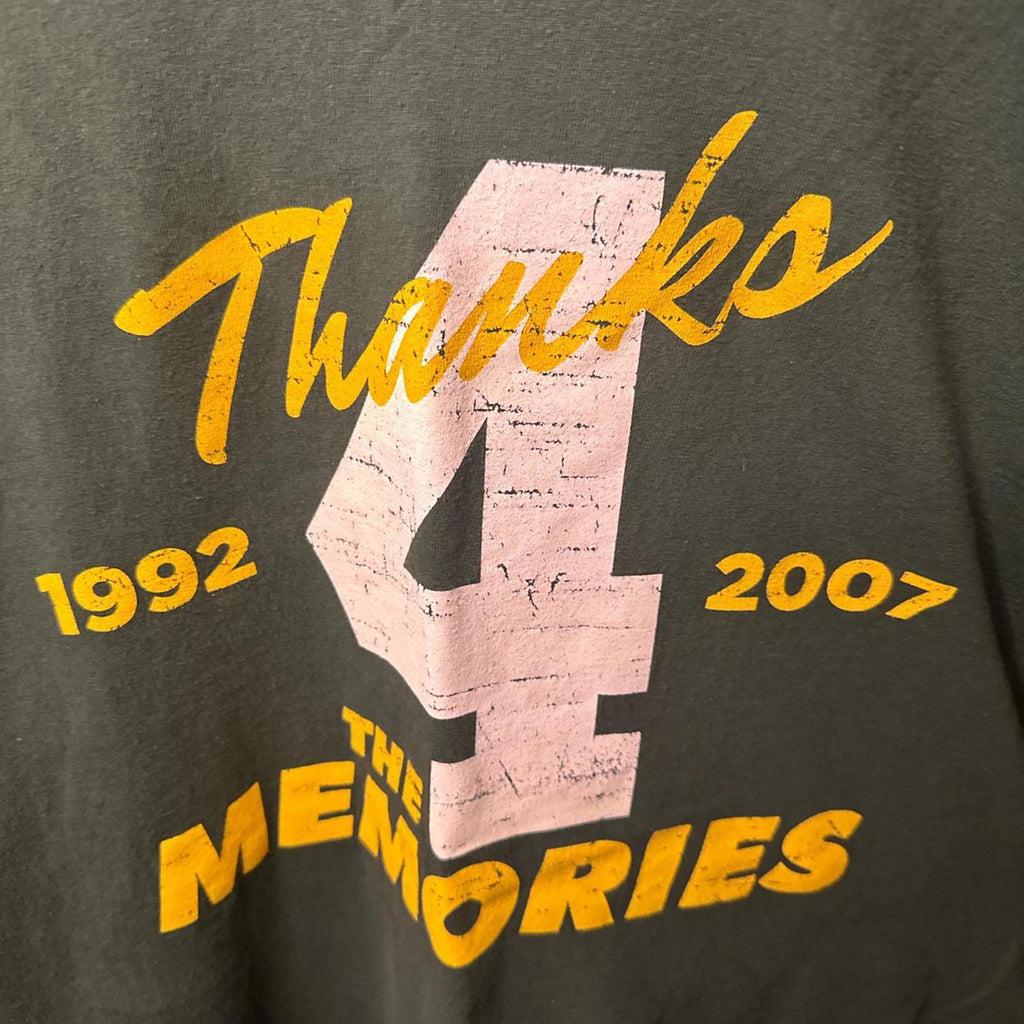 Thanks
4
1992
2007
THE
MEMORIES